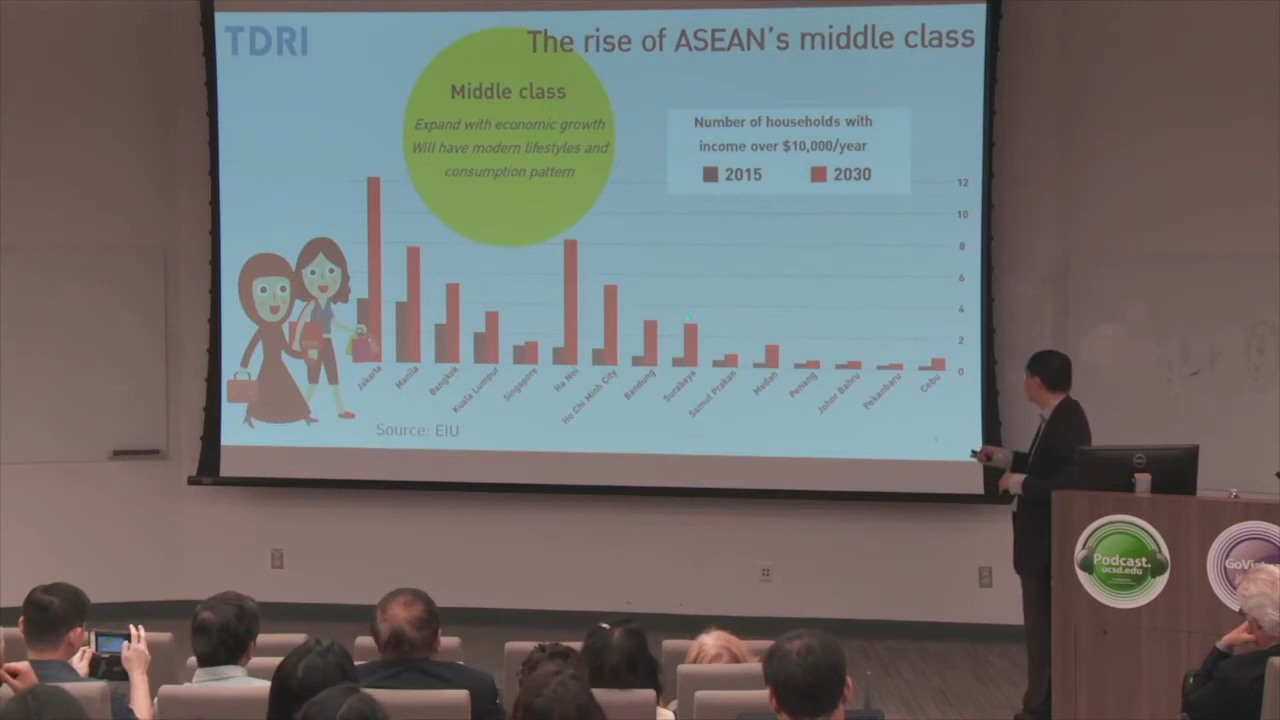 TDRI
The rise of ASEAN's middle class
Middle class
Expand with economic growth
Will have modern lifestyles and
consumption pattern
Number of households with
income over $10,000/year
2015
2030
12
10
8
6
4
2
0
Jakarta
Manila
Bangkok
Kuala Lumpur
Singapore
Ha Noi
Ho Chi Minh City
Bandung
Surabaya
Samut Prakan
Medan
Penang
Johor Bahru
Pekanbaru
Cebu
Source: EIU
DELL
Podcast.
ucsd.edu